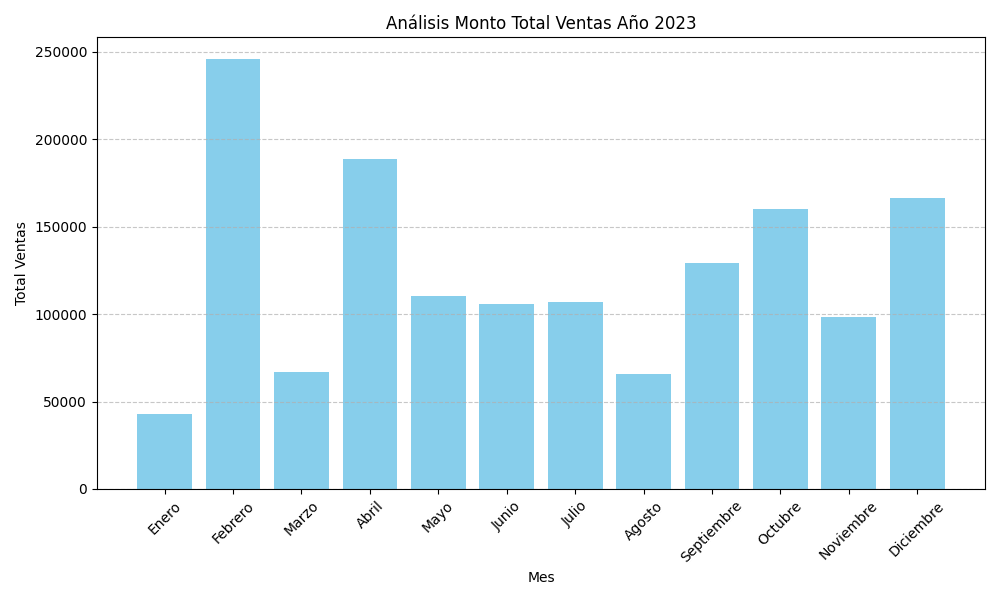 Análisis Monto Total Ventas Año 2023
Total Ventas
250000
200000
150000
100000
50000
0
Enero
Febrero
Marzo
Abril
Mayo
Junio
Julio
Agosto
Septiembre
Octubre
Noviembre
Diciembre
Mes